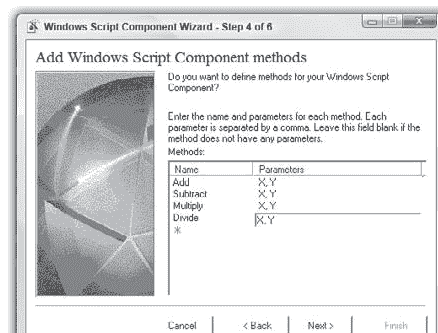 Windows Script Component Wizard - Step 4 of 6
Add Windows Script Component methods
Do you want to define methods for your Windows Script
Component?
Enter the name and parameters for each method. Each
parameter is separated by a comma. Leave this field blank if the
method does not have any parameters.
Methods:
Name Parameters
Add X, Y
Subtract X, Y
Multiply X, Y
Divide X, Y
*
Cancel < Back Next > Finish